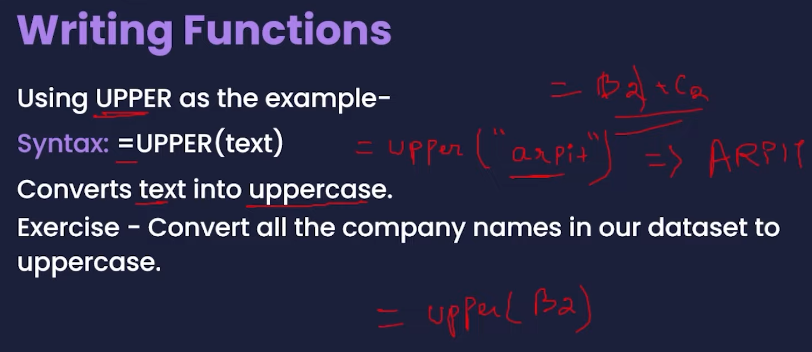 Writing Functions
= B2 + C2
Using UPPER as the example-
Syntax: =UPPER(text)
= upper("arpit") => ARPIT
Converts text into uppercase.
Exercise - Convert all the company names in our dataset to
uppercase.
= upper(B2)